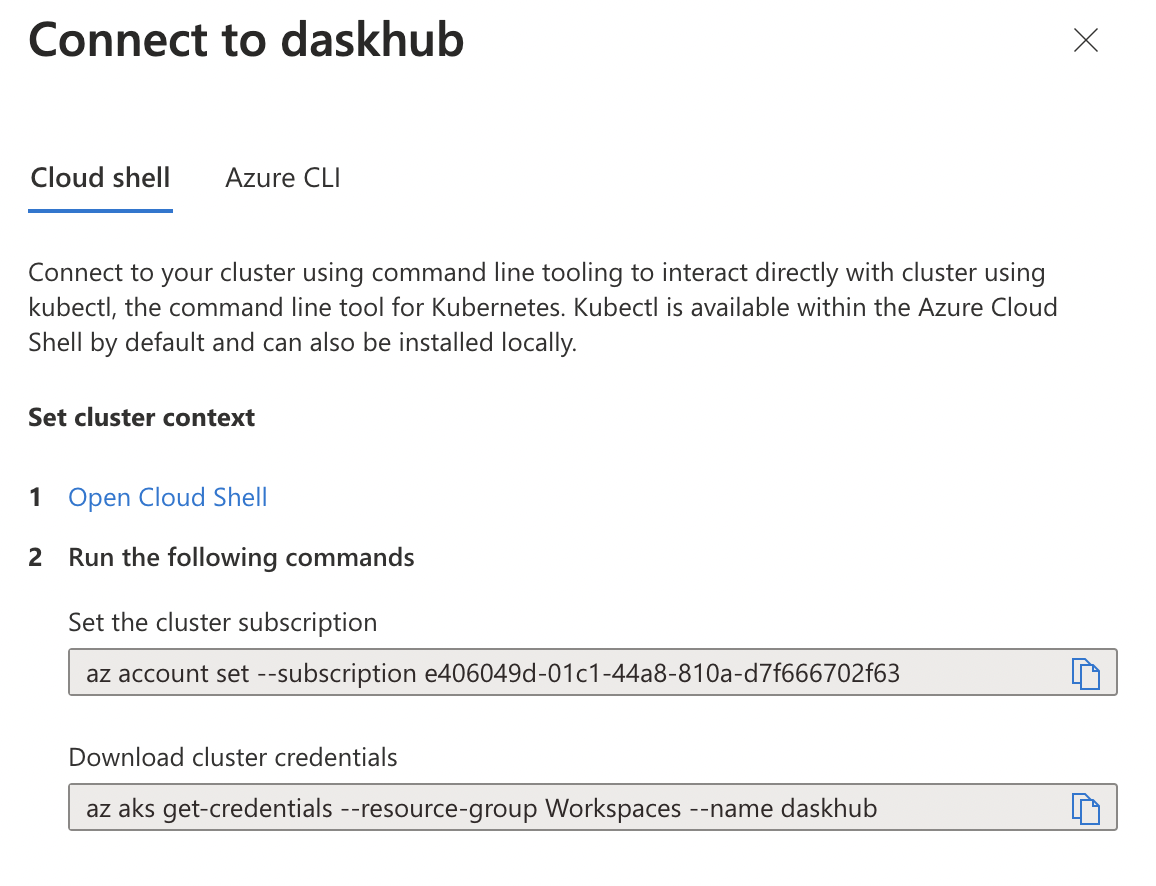 Connect to daskhub
Cloud shell
Azure CLI
Connect to your cluster using command line tooling to interact directly with cluster using
kubectl, the command line tool for Kubernetes. Kubectl is available within the Azure Cloud
Shell by default and can also be installed locally.
Set cluster context
1 Open Cloud Shell
2 Run the following commands
Set the cluster subscription
az account set --subscription e406049d-01c1-44a8-810a-d7f666702f63
Download cluster credentials
az aks get-credentials --resource-group Workspaces --name daskhub